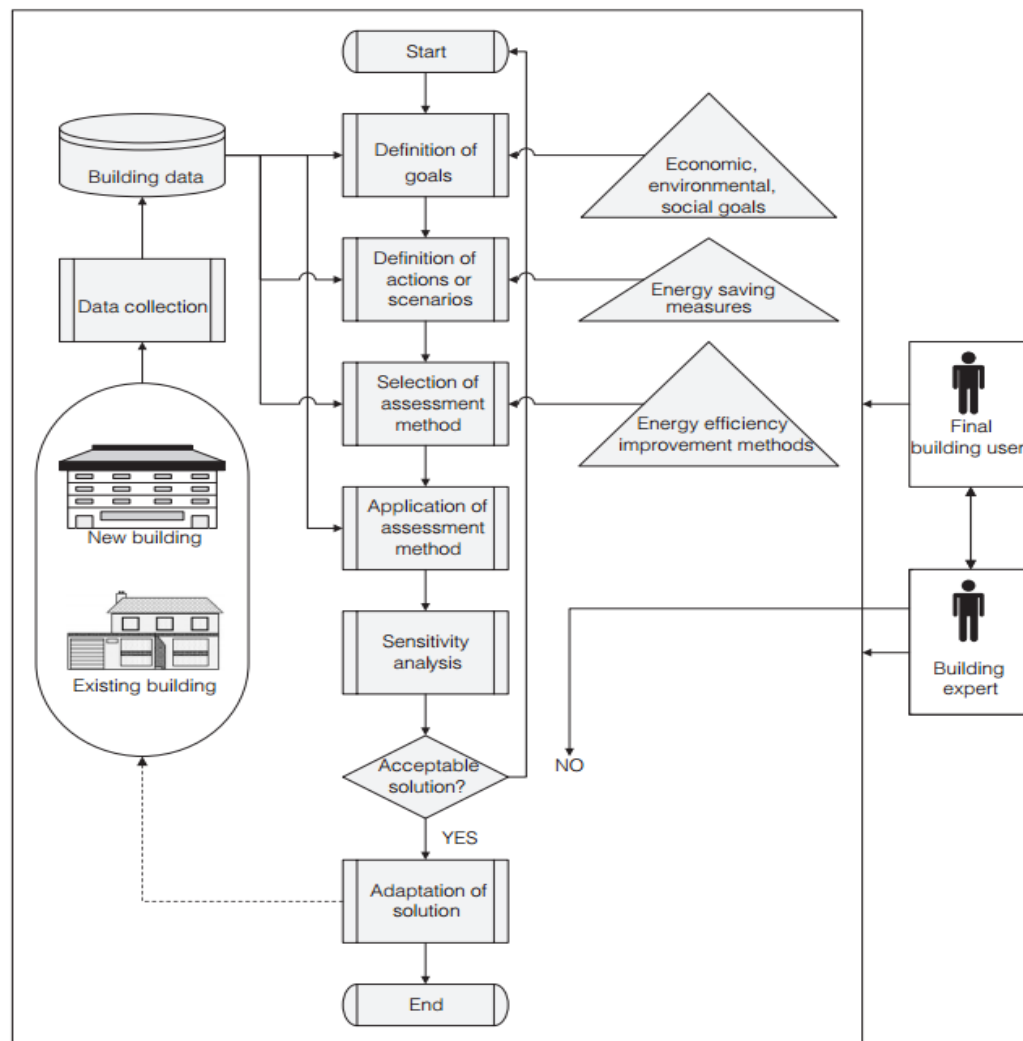 Start
Building data
Definition of
goals
Economic,
environmental,
social goals
Data collection
Definition of
actions or
scenarios
Energy saving
measures
Selection of
assessment
method
Energy efficiency
improvement methods
Final
building user
New building
Application of
assessment
method
Existing building
Sensitivity
analysis
Building
expert
Acceptable
solution?
NO
YES
Adaptation of
solution
End